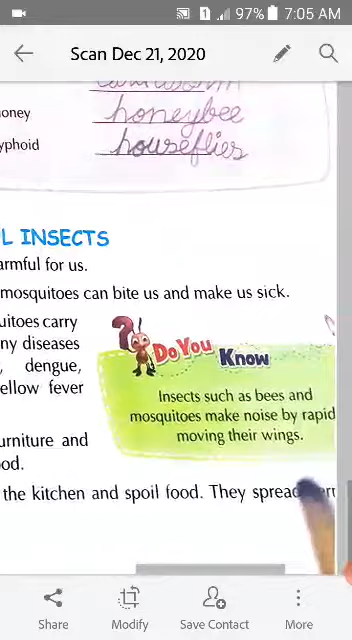 97% 7:05 AM
Scan Dec 21, 2020
honeybee
yphoid houseflies
L INSECTS
armful for us.
mosquitoes can bite us and make us sick.
uitoes carry
ny diseases
, dengue,
ellow fever
Do You Know
Insects such as bees and
mosquitoes make noise by rapid
moving their wings.
urniture and
od.
the kitchen and spoil food. They spread
Share Modify Save Contact More